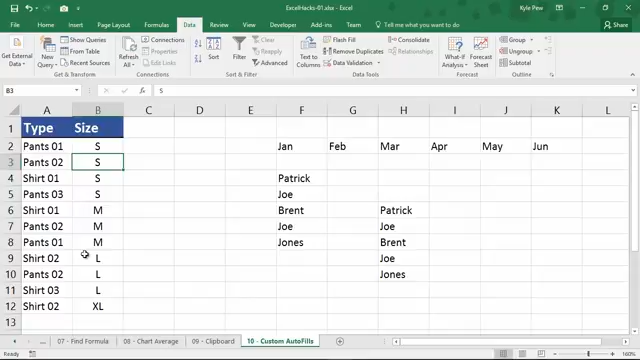 ExcelHacks-01.xlsx - Excel
Kyle Pew
File Home Insert Page Layout Formulas Data Review View Developer Add-ins Team Tell me what you want to do Share
Get External Data
New Query
Show Queries
From Table
Recent Sources
Get & Transform
Refresh All
Connections
Properties
Edit Links
Connections
Sort
Filter
Clear
Reapply
Advanced
Sort & Filter
Text to Columns
Flash Fill
Remove Duplicates
Data Validation
Data Tools
What-If Analysis
Forecast Sheet
Forecast
Group
Ungroup
Subtotal
Outline
B3 fx S
A B C D E F G H I J K L
1 Type Size
2 Pants 01 S Jan Feb Mar Apr May Jun
3 Pants 02 S
4 Shirt 01 S Patrick
5 Pants 03 S Joe
6 Shirt 01 M Brent Patrick
7 Pants 02 M Joe Joe
8 Pants 01 M Jones Brent
9 Shirt 02 L Joe
10 Pants 02 L Jones
11 Shirt 03 L
12 Shirt 02 XL
13
... 07 - Find Formula 08 - Chart Average 09 - Clipboard 10 - Custom AutoFills
160%